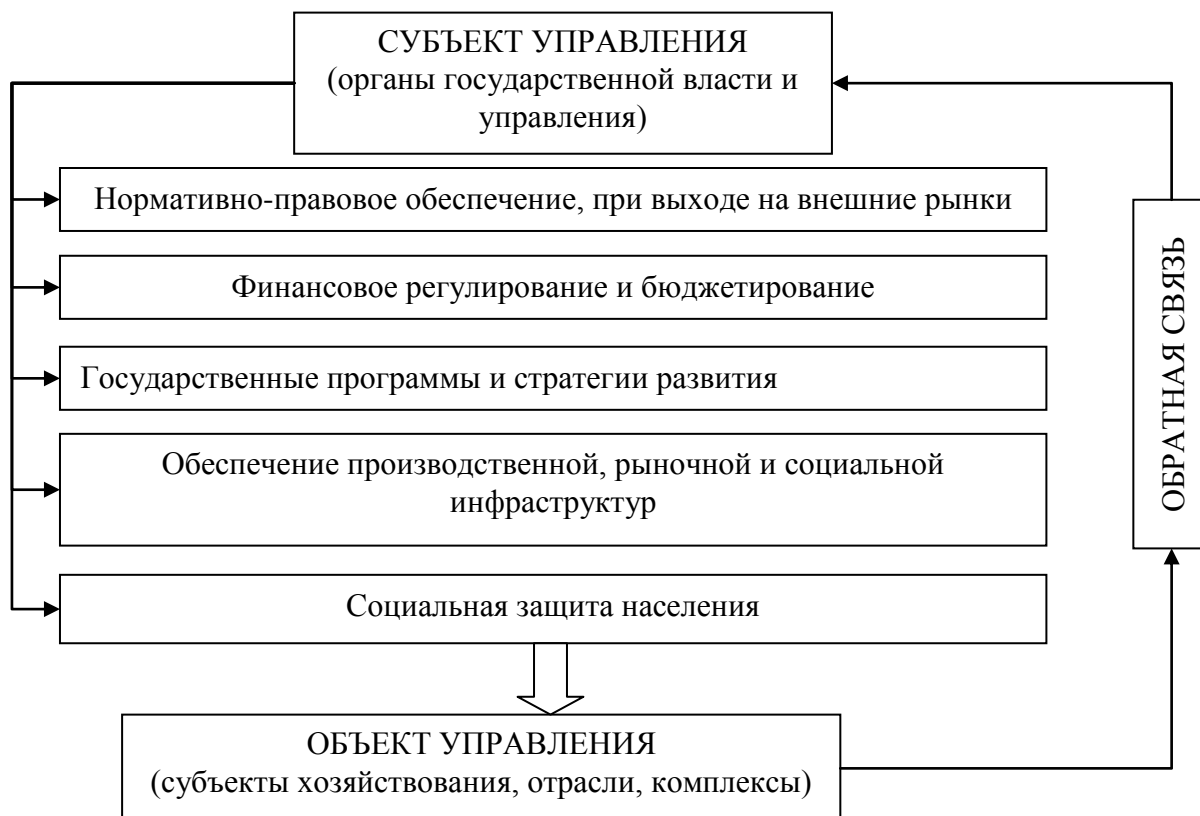 СУБЪЕКТ УПРАВЛЕНИЯ
(органы государственной власти и
управления)
Нормативно-правовое обеспечение, при выходе на внешние рынки
Финансовое регулирование и бюджетирование
Государственные программы и стратегии развития
Обеспечение производственной, рыночной и социальной
инфраструктур
Социальная защита населения
ОБЪЕКТ УПРАВЛЕНИЯ
(субъекты хозяйствования, отрасли, комплексы)
ОБРАТНАЯ СВЯЗЬ